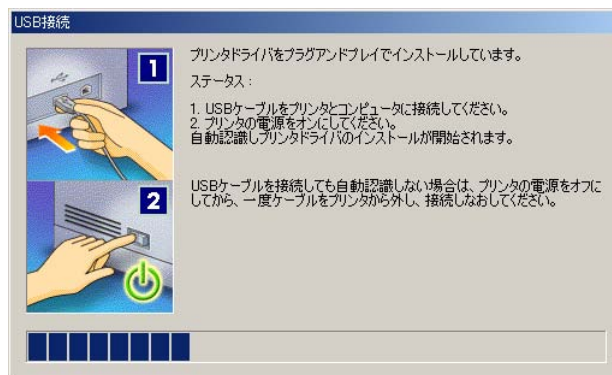 USB接続
1
プリンタドライバをプラグアンドプレイでインストールしています。
ステータス：
1. USBケーブルをプリンタとコンピュータに接続してください。
2. プリンタの電源をオンにしてください。
自動認識しプリンタドライバのインストールが開始されます。
2
USBケーブルを接続しても自動認識しない場合は、プリンタの電源をオフに
してから、一度ケーブルをプリンタから外し、接続しなおしてください。